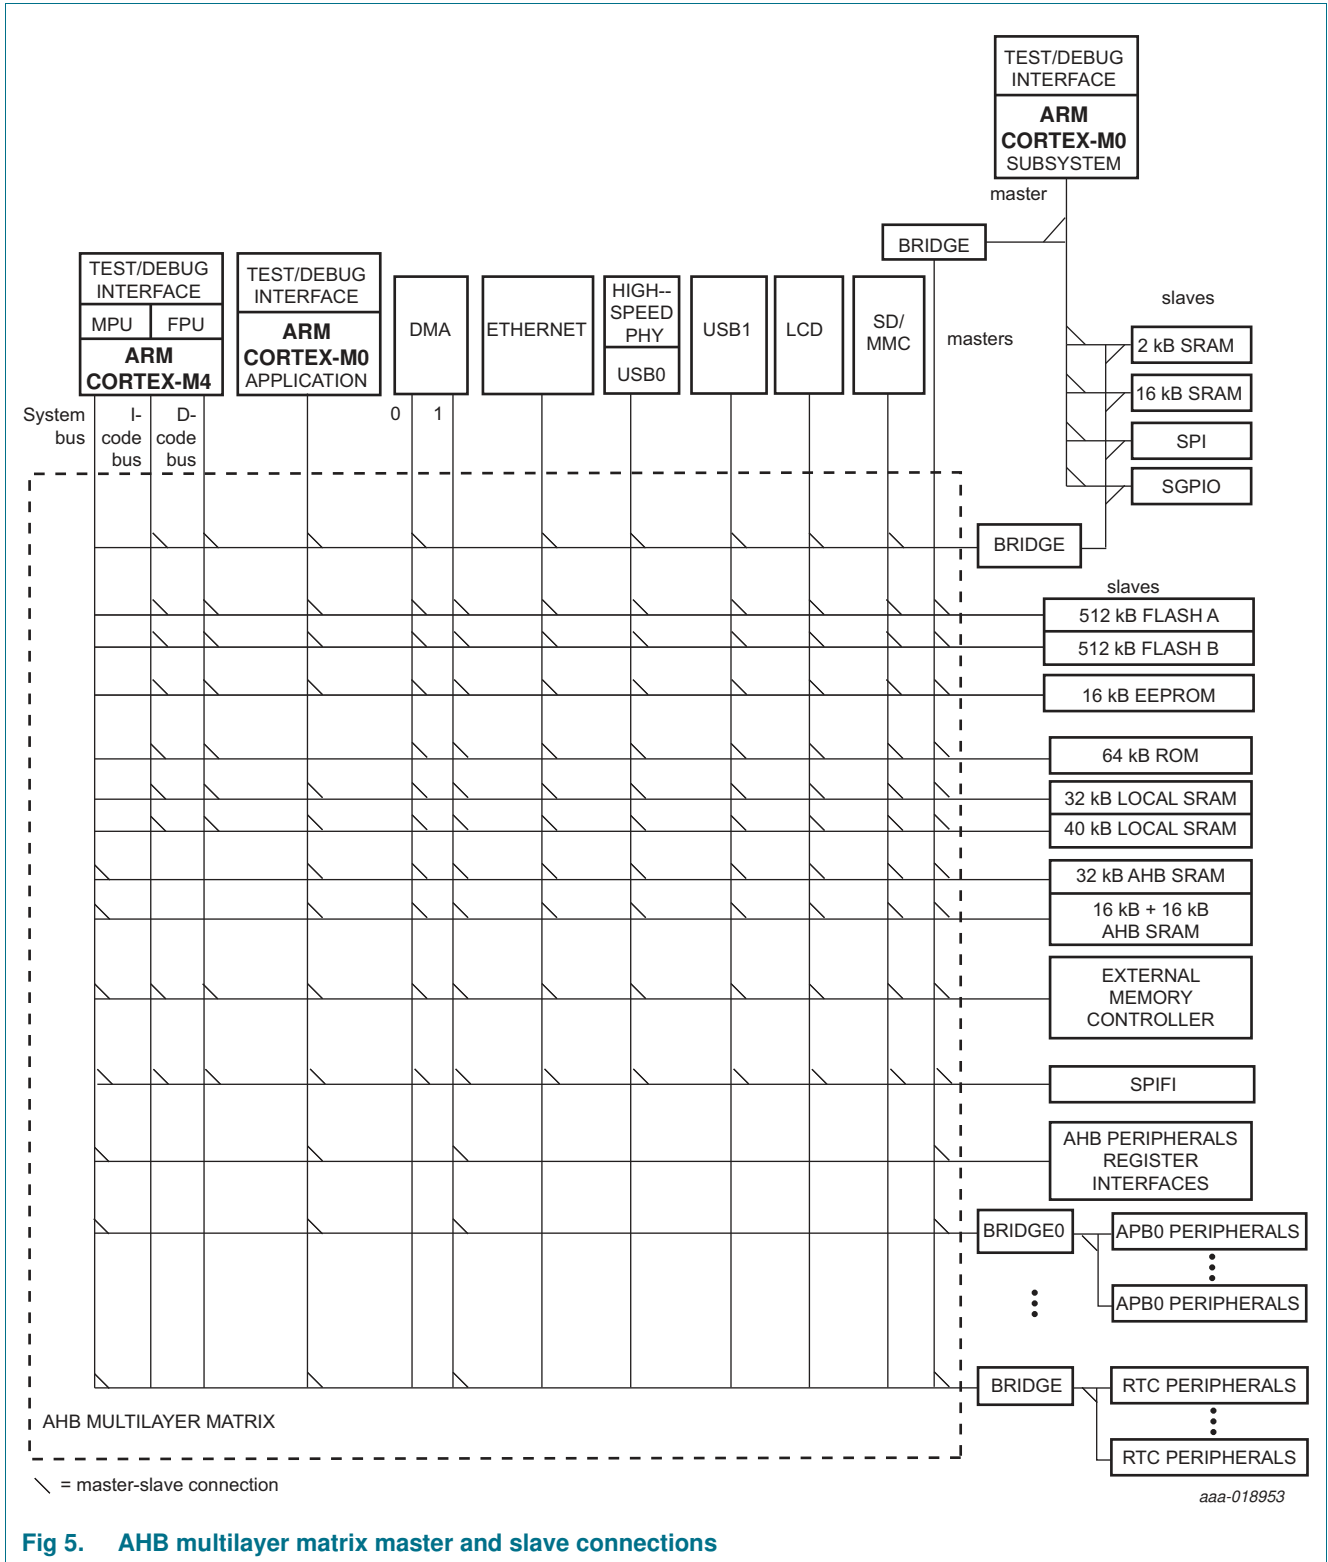 TEST/DEBUG
INTERFACE
ARM
CORTEX-M0
SUBSYSTEM
master
BRIDGE
slaves
2 kB SRAM
16 kB SRAM
SPI
SGPIO
TEST/DEBUG
INTERFACE
MPU
FPU
ARM
CORTEX-M4
TEST/DEBUG
INTERFACE
ARM
CORTEX-M0
APPLICATION
DMA
ETHERNET
HIGH--
SPEED
PHY
USB0
USB1
LCD
SD/
MMC
masters
System
bus
I-
code
bus
D-
code
bus
0
1
BRIDGE
slaves
512 kB FLASH A
512 kB FLASH B
16 kB EEPROM
64 kB ROM
32 kB LOCAL SRAM
40 kB LOCAL SRAM
32 kB AHB SRAM
16 kB + 16 kB
AHB SRAM
EXTERNAL
MEMORY
CONTROLLER
SPIFI
AHB PERIPHERALS
REGISTER
INTERFACES
BRIDGE0
APB0 PERIPHERALS
APB0 PERIPHERALS
BRIDGE
RTC PERIPHERALS
RTC PERIPHERALS
AHB MULTILAYER MATRIX
= master-slave connection
aaa-018953
Fig 5. AHB multilayer matrix master and slave connections